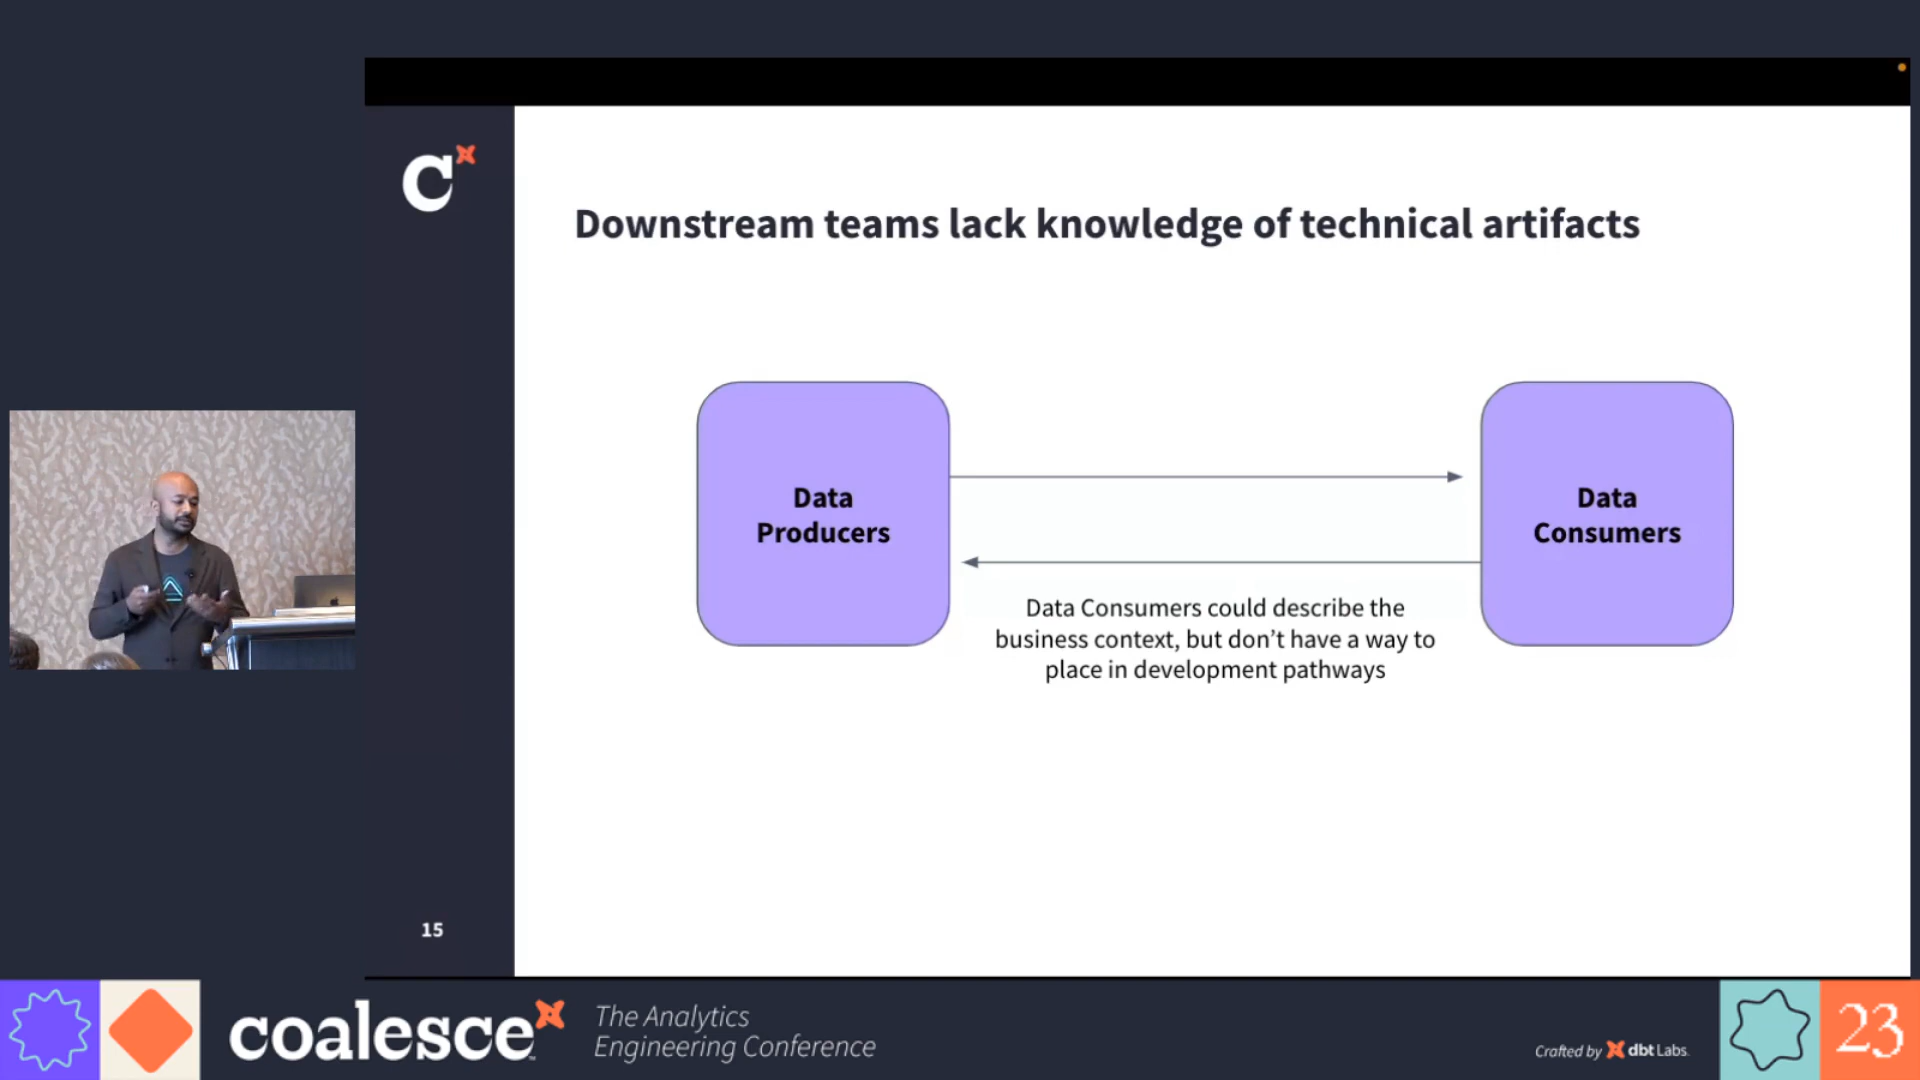 Downstream teams lack knowledge of technical artifacts
Data
Producers
Data
Consumers
Data Consumers could describe the
business context, but don’t have a way to
place in development pathways
15
coalesce
The Analytics
Engineering Conference
Crafted by dbt Labs.
23